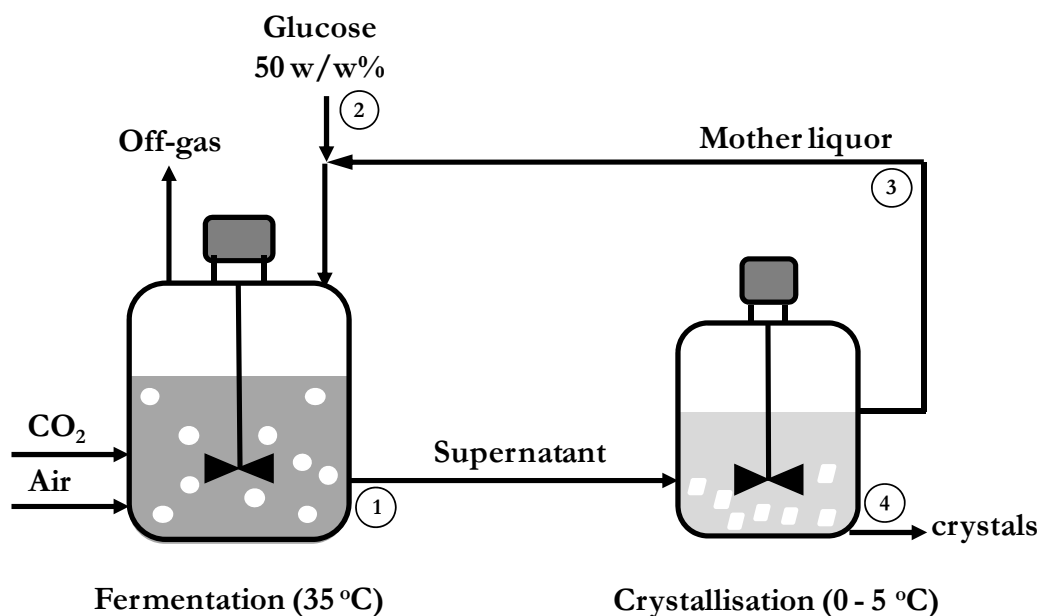 Glucose
50 w/w%
2
Off-gas
Mother liquor
3
CO₂
Air
Supernatant
1
4
crystals
Fermentation (35 °C)
Crystallisation (0 - 5 °C)